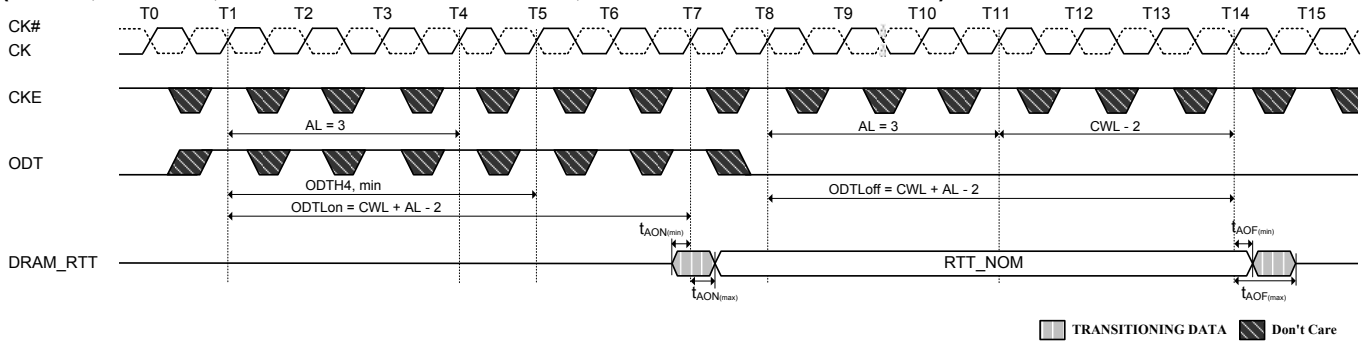 T0 T1 T2 T3 T4 T5 T6 T7 T8 T9 T10 T11 T12 T13 T14 T15
CK#
CK
CKE
AL = 3 AL = 3 CWL - 2
ODT
ODTH4, min
ODTLoff = CWL + AL - 2
ODTLon = CWL + AL - 2
tAON(min) tAOF(min)
DRAM_RTT RTT_NOM
tAON(max) tAOF(max)
TRANSITIONING DATA Don't Care